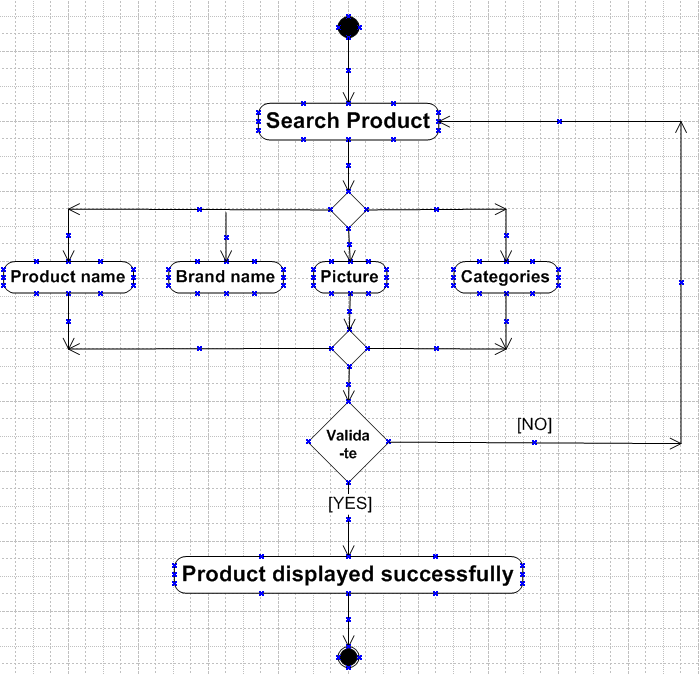 Search Product
Product name
Brand name
Picture
Categories
Valida
-te
[NO]
[YES]
Product displayed successfully